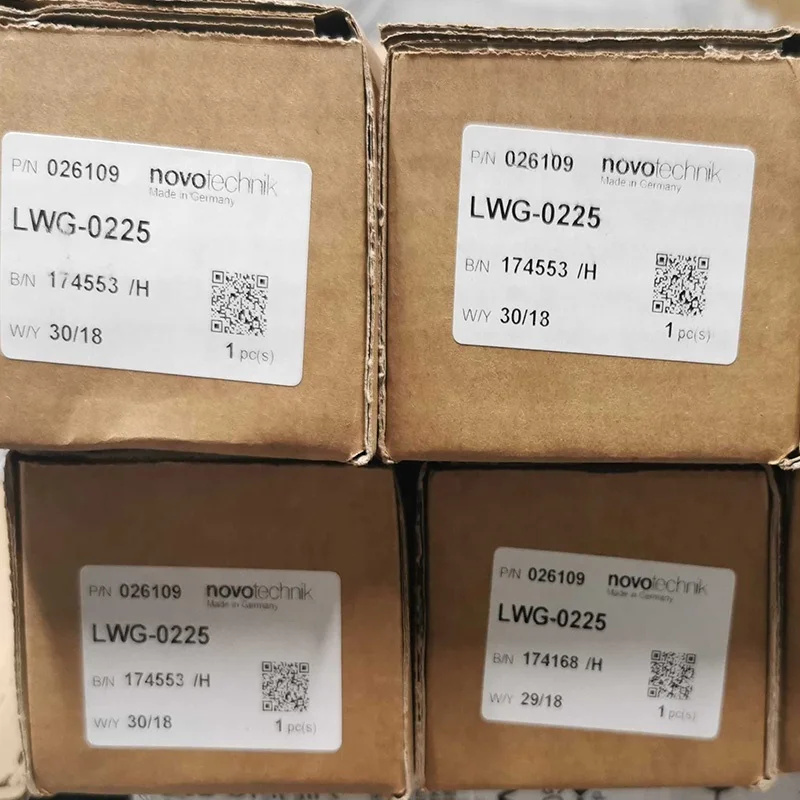 P/N 026109 novotechnik
Made in Germany
LWG-0225
B/N 174553 /H
W/Y 30/18
1 pc(s)
P/N 026109 novotechnik
Made in Germany
LWG-0225
B/N 174553 /H
W/Y 30/18
1 pc(s)
P/N 026109 novotechnik
Made in Germany
LWG-0225
B/N 174553 /H
W/Y 30/18
1 pc(s)
P/N 026109 novotechnik
Made in Germany
LWG-0225
B/N 174168 /H
W/Y 29/18
1 pc(s)